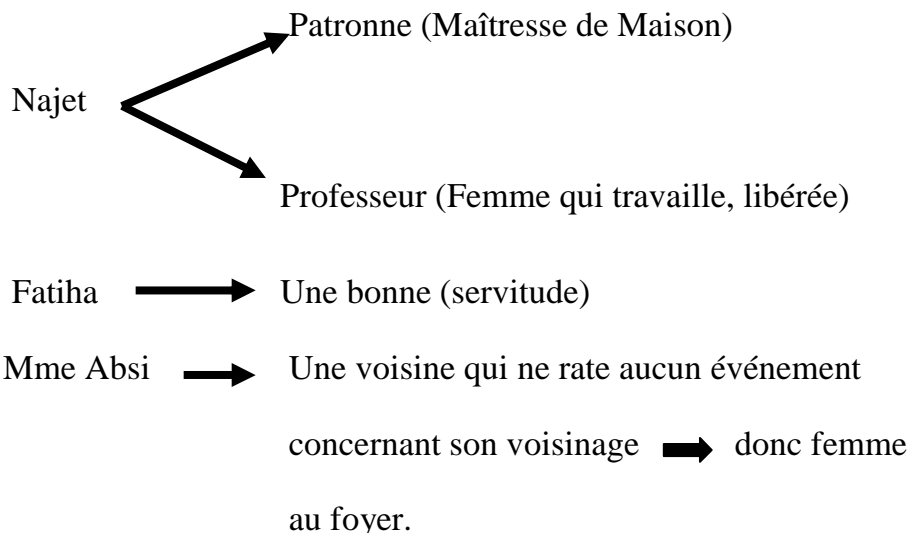 Patronne (Maîtresse de Maison)
Najet
Professeur (Femme qui travaille, libérée)
Fatiha Une bonne (servitude)
Mme Absi Une voisine qui ne rate aucun événement
concernant son voisinage donc femme
au foyer.